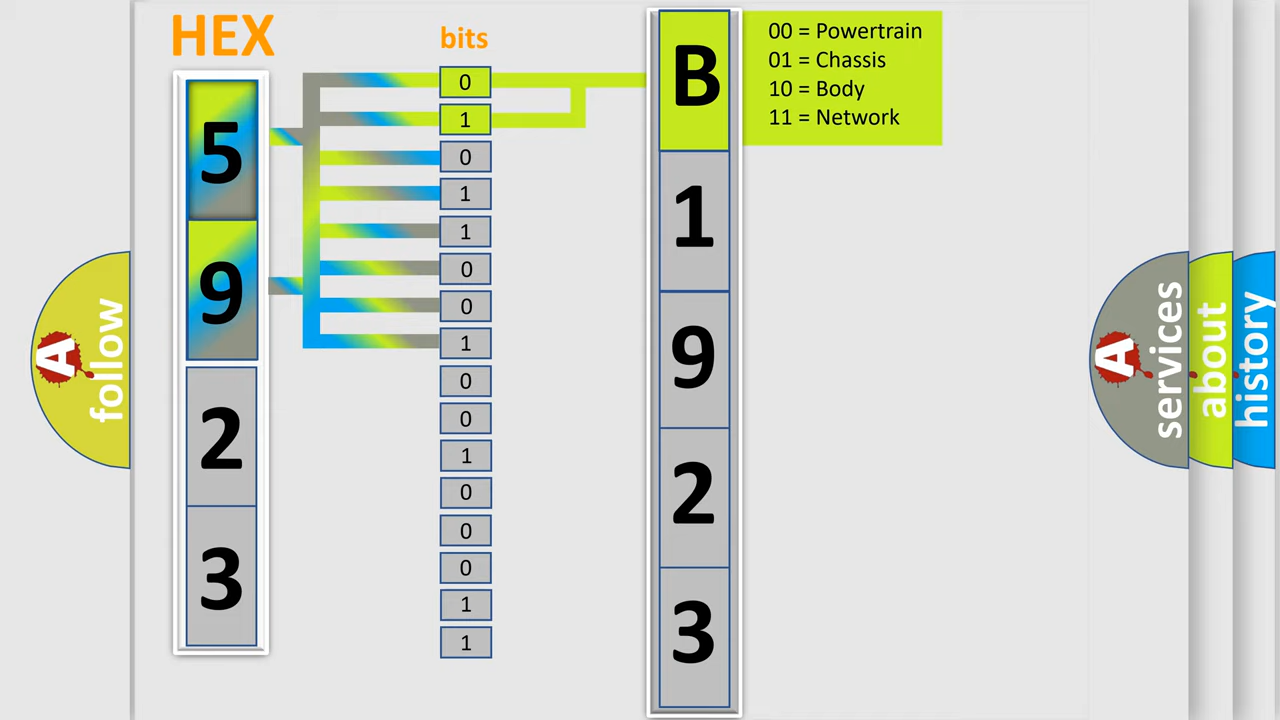 HEX
bits
5
9
2
3
0
1
0
1
1
0
0
1
0
0
1
0
0
0
1
1
B
1
9
2
3
00 = Powertrain
01 = Chassis
10 = Body
11 = Network
A
follow
A
services
about
history